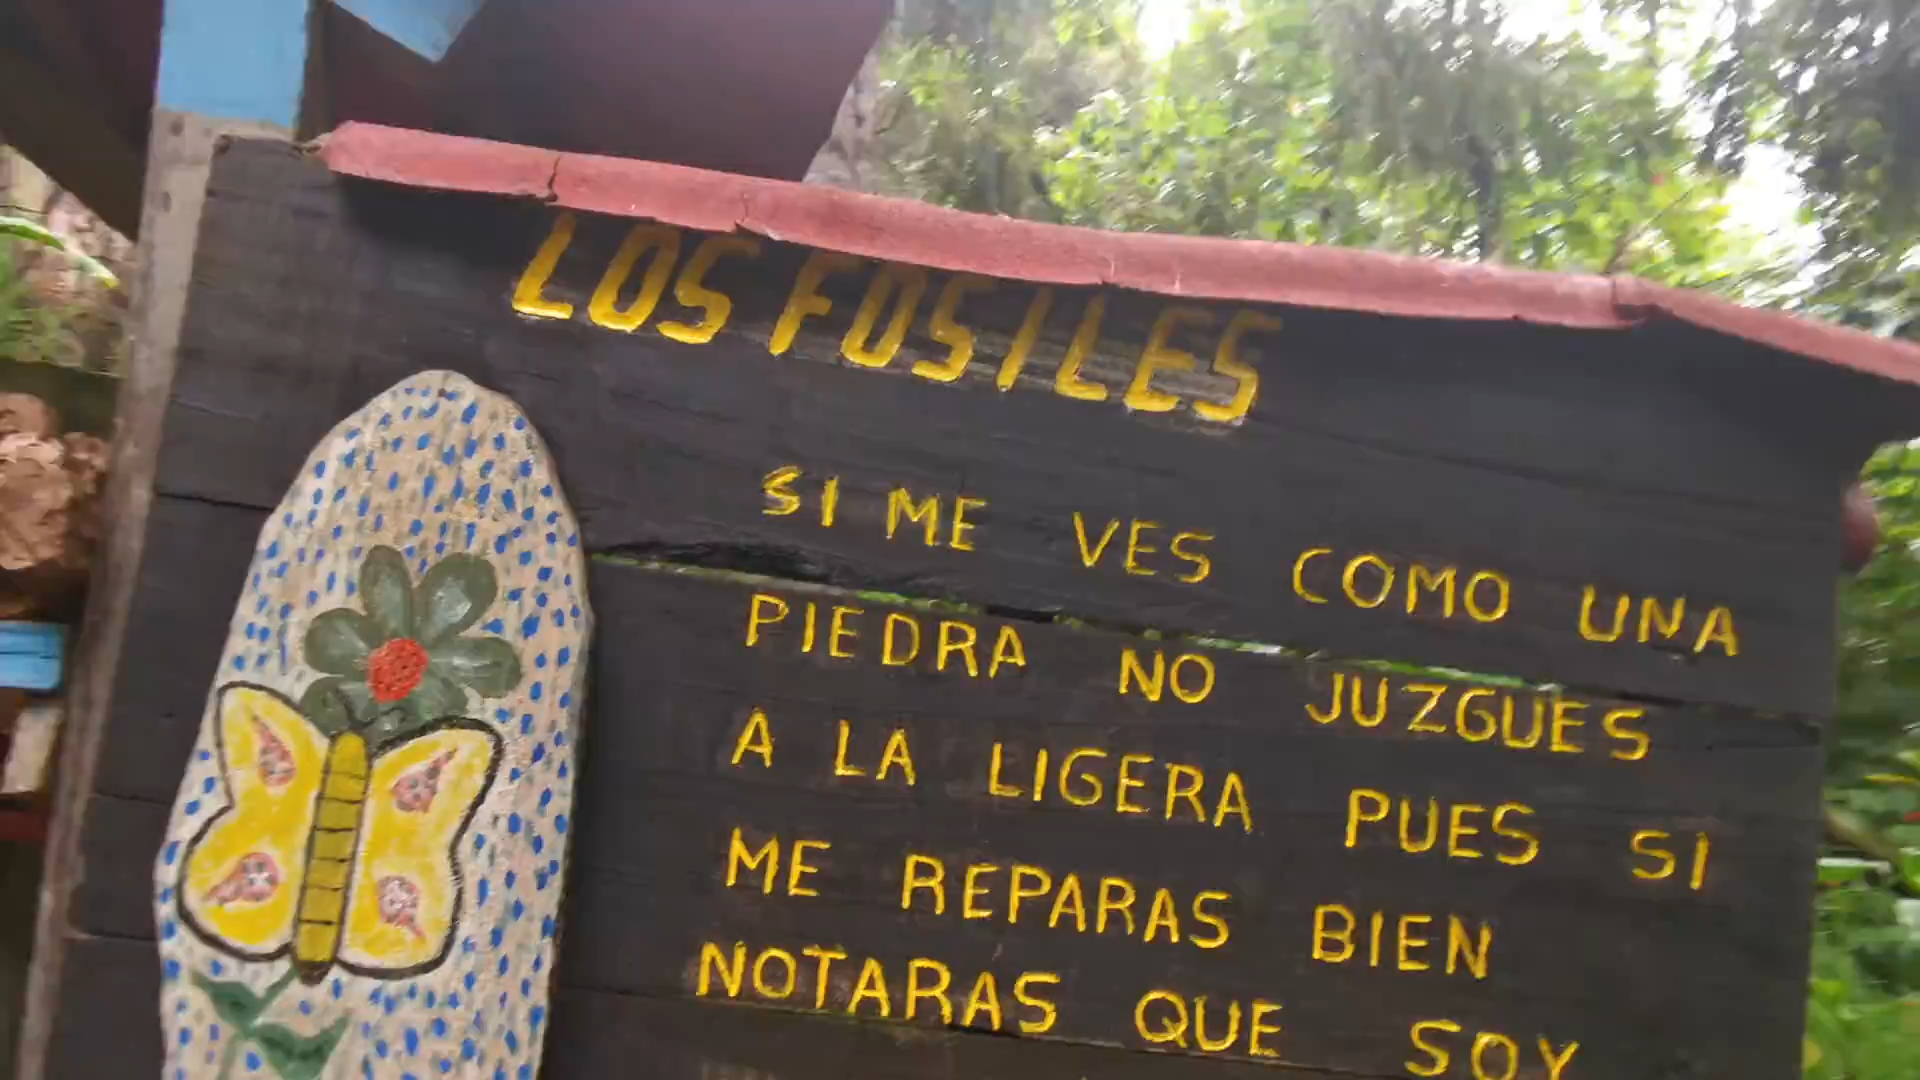 LOS FOSILES
SI ME VES COMO UNA
PIEDRA NO JUZGUES
A LA LIGERA PUES SI
ME REPARAS BIEN
NOTARAS QUE SOY